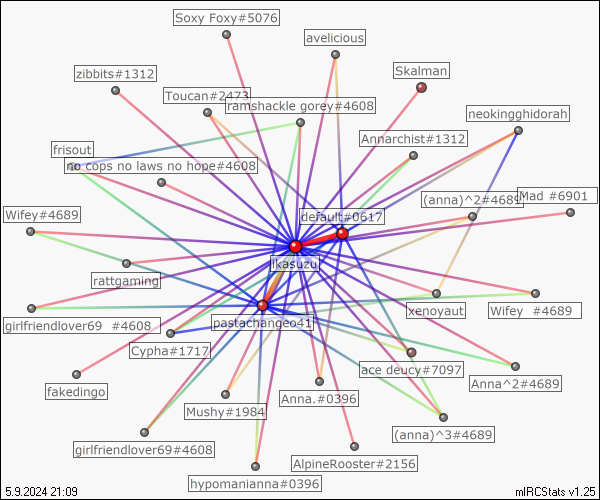 Soxy Foxy#5076
avelicious
zibbits#1312
Skalman
Toucan#2473
ramshackle gorey#4608
neokingghidorah
Annarchist#1312
frisout
no cops no laws no hope#4608
(anna)^2#4689
Mad #6901
Wifey#4689
default#0617
ikasuzu
rattgaming
xenoyaut
Wifey #4689
girlfriendlover69 #4608
pastachangeo41
Cypha#1717
ace deucy#7097
Anna^2#4689
fakedingo
Mushy#1984
Anna.#0396
(anna)^3#4689
girlfriendlover69#4608
AlpineRooster#2156
hypomanianna#0396
5.9.2024 21:09
mIRCStats v1.25